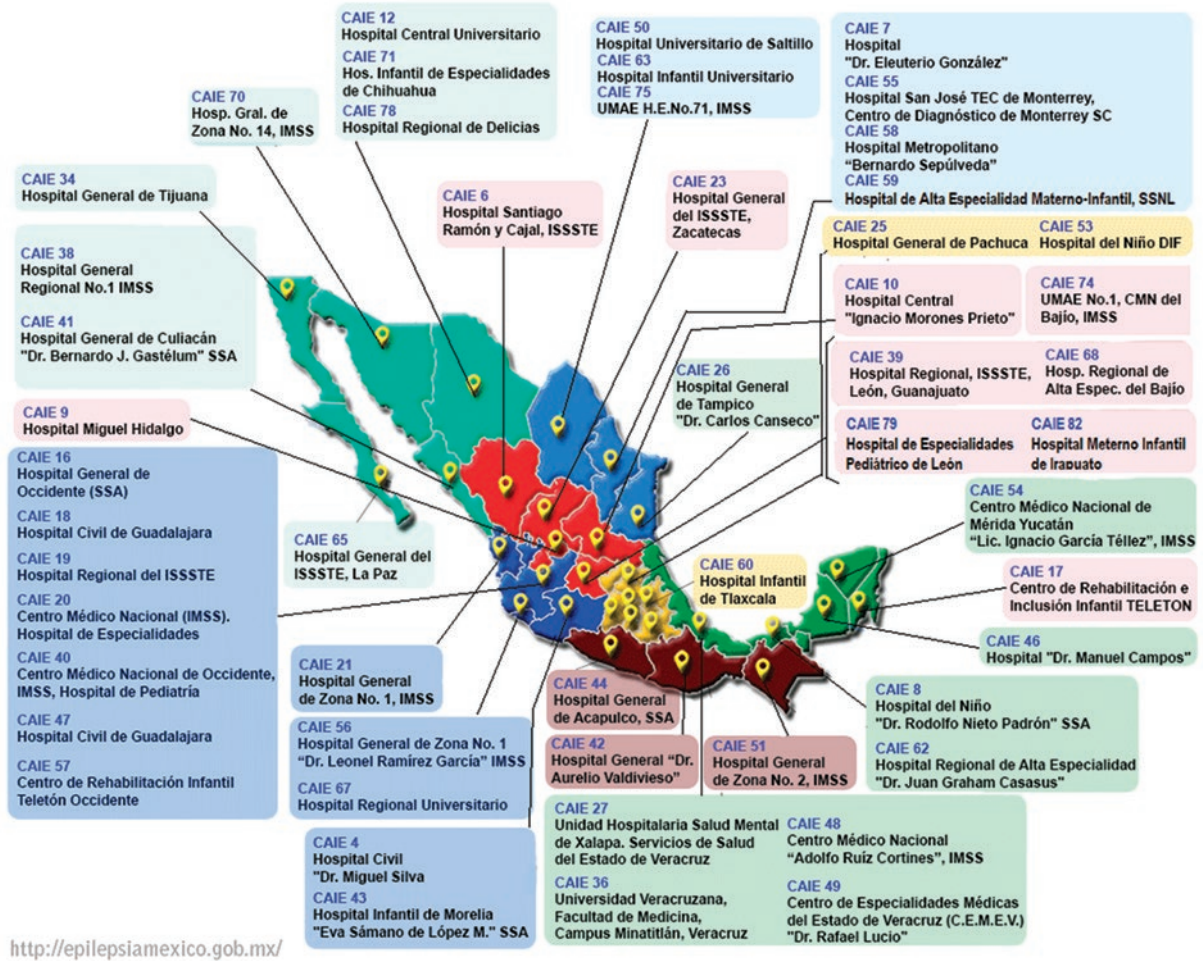 CAIE 12
Hospital Central Universitario
CAIE 71
Hos. Infantil de Especialidades
de Chihuahua
CAIE 78
Hospital Regional de Delicias
CAIE 50
Hospital Universitario de Saltillo
CAIE 63
Hospital Infantil Universitario
CAIE 75
UMAE H.E.No.71, IMSS
CAIE 7
Hospital
"Dr. Eleuterio González"
CAIE 55
Hospital San José TEC de Monterrey,
Centro de Diagnóstico de Monterrey SC
CAIE 58
Hospital Metropolitano
“Bernardo Sepúlveda”
CAIE 59
Hospital de Alta Especialidad Materno-Infantil, SSNL
CAIE 70
Hosp. Gral. de
Zona No. 14, IMSS
CAIE 34
Hospital General de Tijuana
CAIE 6
Hospital Santiago
Ramón y Cajal, ISSSTE
CAIE 23
Hospital General
del ISSSTE,
Zacatecas
CAIE 25
Hospital General de Pachuca
CAIE 53
Hospital del Niño DIF
CAIE 38
Hospital General
Regional No.1 IMSS
CAIE 41
Hospital General de Culiacán
"Dr. Bernardo J. Gastélum" SSA
CAIE 10
Hospital Central
"Ignacio Morones Prieto"
CAIE 74
UMAE No.1, CMN del
Bajío, IMSS
CAIE 39
Hospital Regional, ISSSTE,
León, Guanajuato
CAIE 68
Hosp. Regional de
Alta Espec. del Bajío
CAIE 26
Hospital General
de Tampico
"Dr. Carlos Canseco"
CAIE 79
Hospital de Especialidades
Pediátrico de León
CAIE 82
Hospital Meterno Infantil
de Irapuato
CAIE 9
Hospital Miguel Hidalgo
CAIE 16
Hospital General de
Occidente (SSA)
CAIE 18
Hospital Civil de Guadalajara
CAIE 19
Hospital Regional del ISSSTE
CAIE 20
Centro Médico Nacional (IMSS).
Hospital de Especialidades
CAIE 40
Centro Médico Nacional de Occidente,
IMSS, Hospital de Pediatría
CAIE 47
Hospital Civil de Guadalajara
CAIE 57
Centro de Rehabilitación Infantil
Teletón Occidente
CAIE 65
Hospital General del
ISSSTE, La Paz
CAIE 60
Hospital Infantil
de Tlaxcala
CAIE 54
Centro Médico Nacional de
Mérida Yucatán
“Lic. Ignacio García Téllez”, IMSS
CAIE 17
Centro de Rehabilitación e
Inclusión Infantil TELETON
CAIE 46
Hospital "Dr. Manuel Campos"
CAIE 21
Hospital General
de Zona No. 1, IMSS
CAIE 44
Hospital General
de Acapulco, SSA
CAIE 8
Hospital del Niño
"Dr. Rodolfo Nieto Padrón" SSA
CAIE 62
Hospital Regional de Alta Especialidad
"Dr. Juan Graham Casasus"
CAIE 56
Hospital General de Zona No. 1
“Dr. Leonel Ramírez García” IMSS
CAIE 67
Hospital Regional Universitario
CAIE 42
Hospital General “Dr.
Aurelio Valdivieso”
CAIE 51
Hospital General
de Zona No. 2, IMSS
CAIE 4
Hospital Civil
"Dr. Miguel Silva
CAIE 43
Hospital Infantil de Morelia
"Eva Sámano de López M." SSA
CAIE 27
Unidad Hospitalaria Salud Mental
de Xalapa. Servicios de Salud
del Estado de Veracruz
CAIE 36
Universidad Veracruzana,
Facultad de Medicina,
Campus Minatitlán, Veracruz
CAIE 48
Centro Médico Nacional
“Adolfo Ruíz Cortines”, IMSS
CAIE 49
Centro de Especialidades Médicas
del Estado de Veracruz (C.E.M.E.V.)
"Dr. Rafael Lucio"
http://epilepsiamexico.gob.mx/